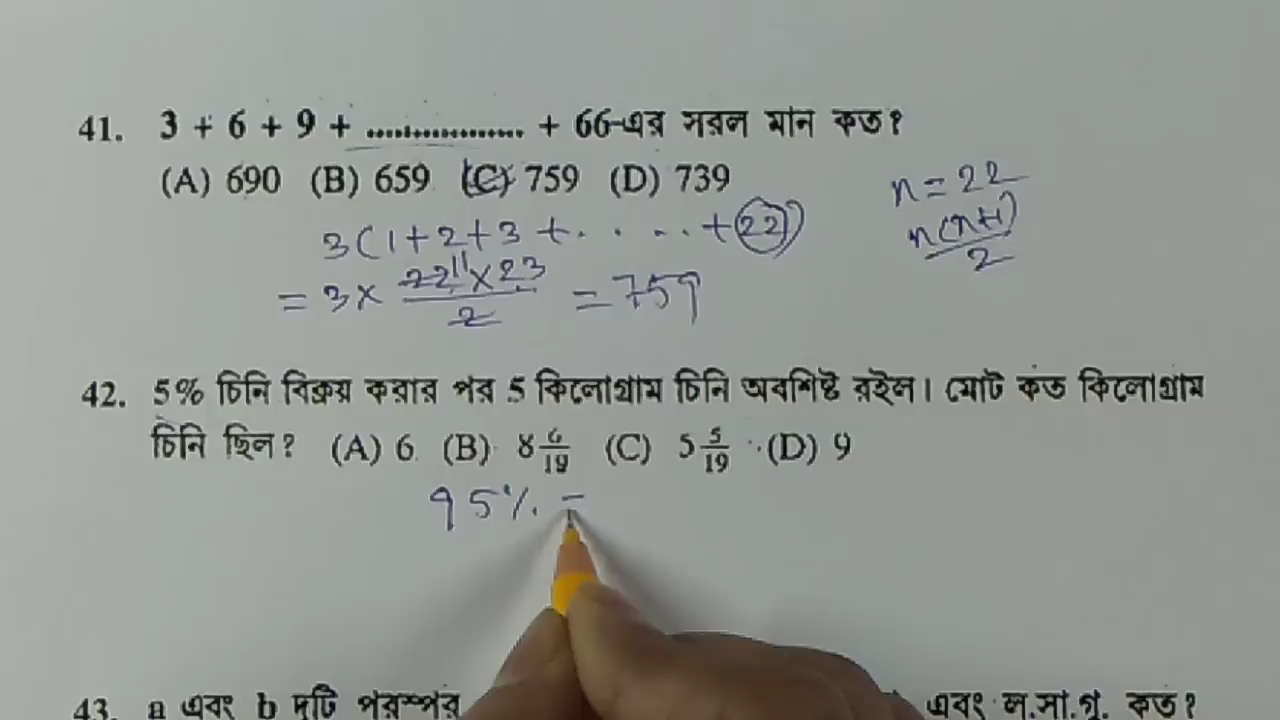 41. 3 + 6 + 9 + .................. + 66-এর সরল মান কত?
(A) 690 (B) 659 (C) 759 (D) 739
n = 22
3(1+2+3+.....+22)
n(n+1)/2
= 3 × 22 11 × 23 / 2 = 759
42. 5% চিনি বিক্রয় করার পর 5 কিলোগ্রাম চিনি অবশিষ্ট রইল। মোট কত কিলোগ্রাম
চিনি ছিল? (A) 6 (B) 8 6/19 (C) 5 5/19 (D) 9
95% =
43. a এবং b দুটি পরস্পর এবং ল.সা.গু. কত?